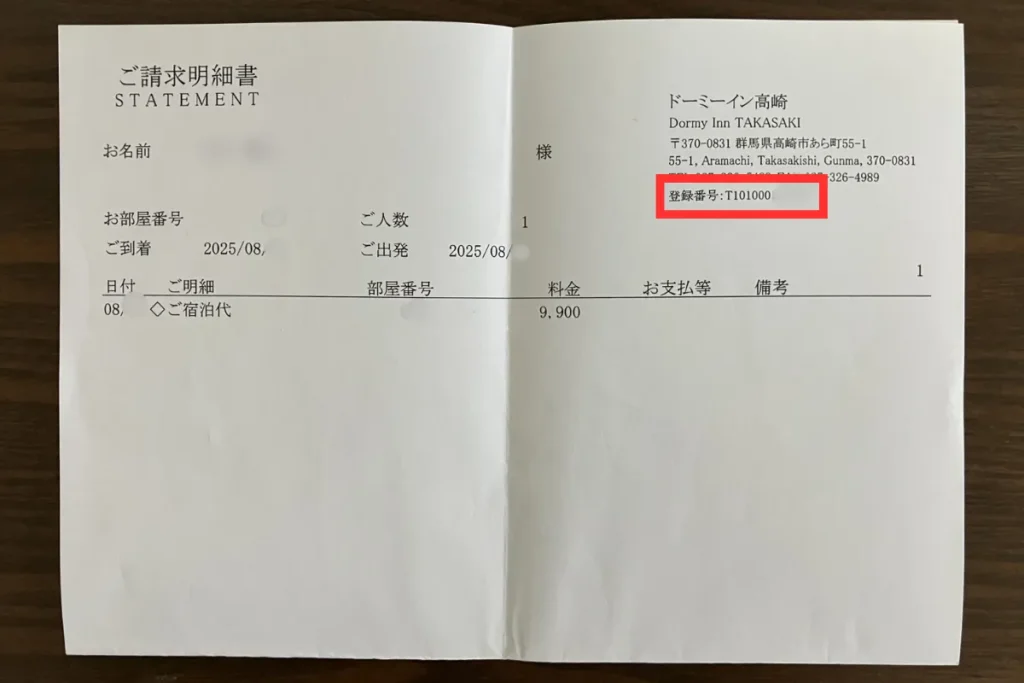 ご請求明細書
STATEMENT
ドーミーイン高崎
Dormy Inn TAKASAKI
〒370-0831 群馬県高崎市あら町55-1
55-1, Aramachi, Takasakishi, Gunma, 370-0831
326-4989
登録番号:T101000
お名前 様
お部屋番号 ご人数 1
ご到着 2025/08/ ご出発 2025/08/
1
日付 ご明細 部屋番号 料金 お支払等 備考
08/ ◇ご宿泊代 9,900